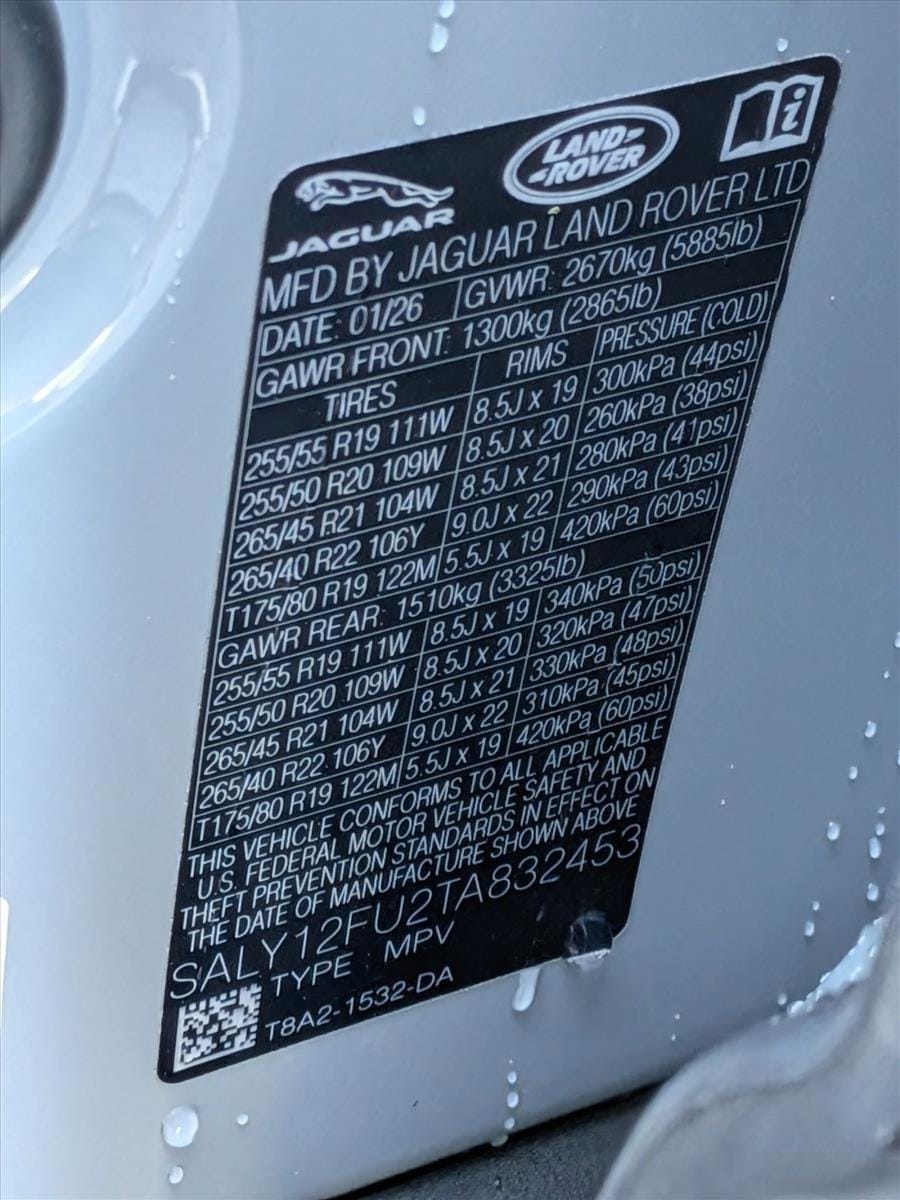 JAGUAR
LAND-
-ROVER
i
MFD BY JAGUAR LAND ROVER LTD
DATE: 01/26 GVWR: 2670kg (5885lb)
GAWR FRONT: 1300kg (2865lb)
TIRES RIMS PRESSURE (COLD)
255/55 R19 111W 8.5J x 19 300kPa (44psi)
255/50 R20 109W 8.5J x 20 260kPa (38psi)
265/45 R21 104W 8.5J x 21 280kPa (41psi)
265/40 R22 106Y 9.0J x 22 290kPa (43psi)
T175/80 R19 122M 5.5J x 19 420kPa (60psi)
GAWR REAR: 1510kg (3325lb)
255/55 R19 111W 8.5J x 19 340kPa (50psi)
255/50 R20 109W 8.5J x 20 320kPa (47psi)
265/45 R21 104W 8.5J x 21 330kPa (48psi)
265/40 R22 106Y 9.0J x 22 310kPa (45psi)
T175/80 R19 122M 5.5J x 19 420kPa (60psi)
THIS VEHICLE CONFORMS TO ALL APPLICABLE
U.S. FEDERAL MOTOR VEHICLE SAFETY AND
THEFT PREVENTION STANDARDS IN EFFECT ON
THE DATE OF MANUFACTURE SHOWN ABOVE
SALY12FU2TA832453
TYPE MPV
T8A2-1532-DA